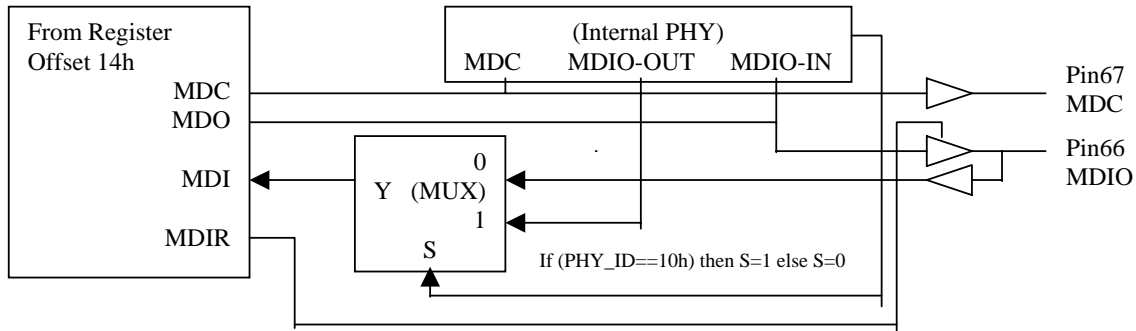 From Register
Offset 14h
MDC
MDO
MDI
MDIR
(Internal PHY)
MDC MDIO-OUT MDIO-IN
0
Y (MUX)
1
S
If (PHY_ID==10h) then S=1 else S=0
Pin67
MDC
Pin66
MDIO